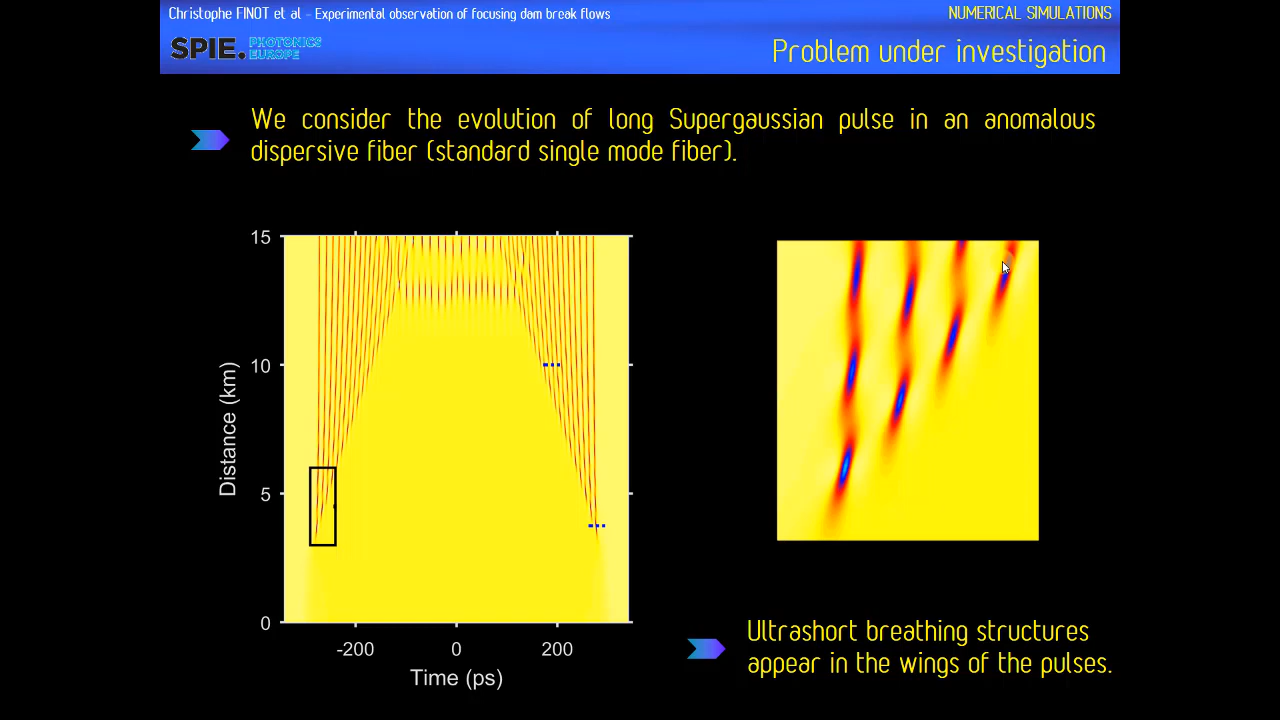 Christophe FINOT et al – Experimental observation of focusing dam break flows
NUMERICAL SIMULATIONS
SPIE. PHOTONICS
EUROPE
Problem under investigation
We consider the evolution of long Supergaussian pulse in an anomalous
dispersive fiber (standard single mode fiber).
15
10
5
0
Distance (km)
-200 0 200
Time (ps)
Ultrashort breathing structures
appear in the wings of the pulses.